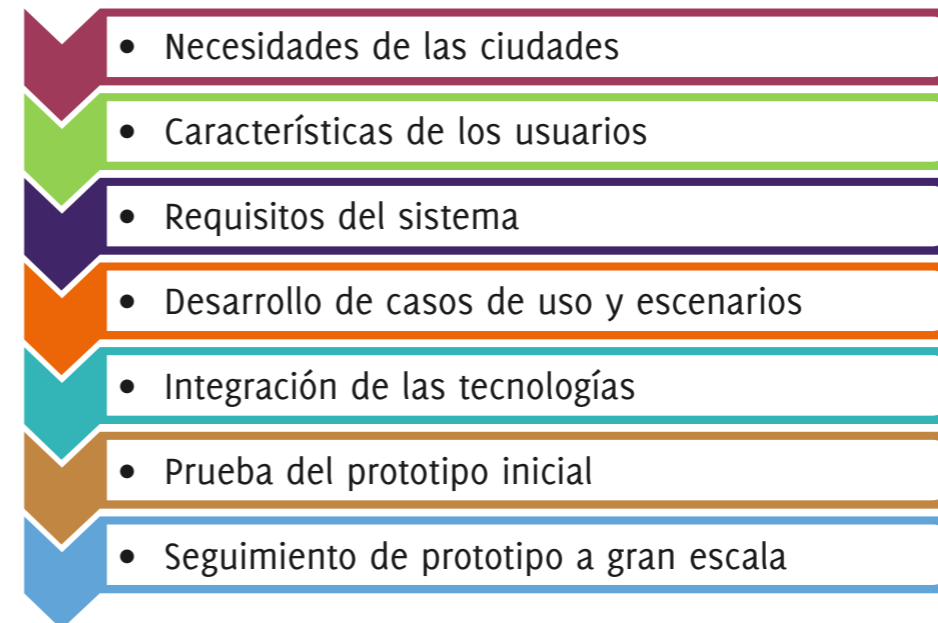 • Necesidades de las ciudades
• Características de los usuarios
• Requisitos del sistema
• Desarrollo de casos de uso y escenarios
• Integración de las tecnologías
• Prueba del prototipo inicial
• Seguimiento de prototipo a gran escala